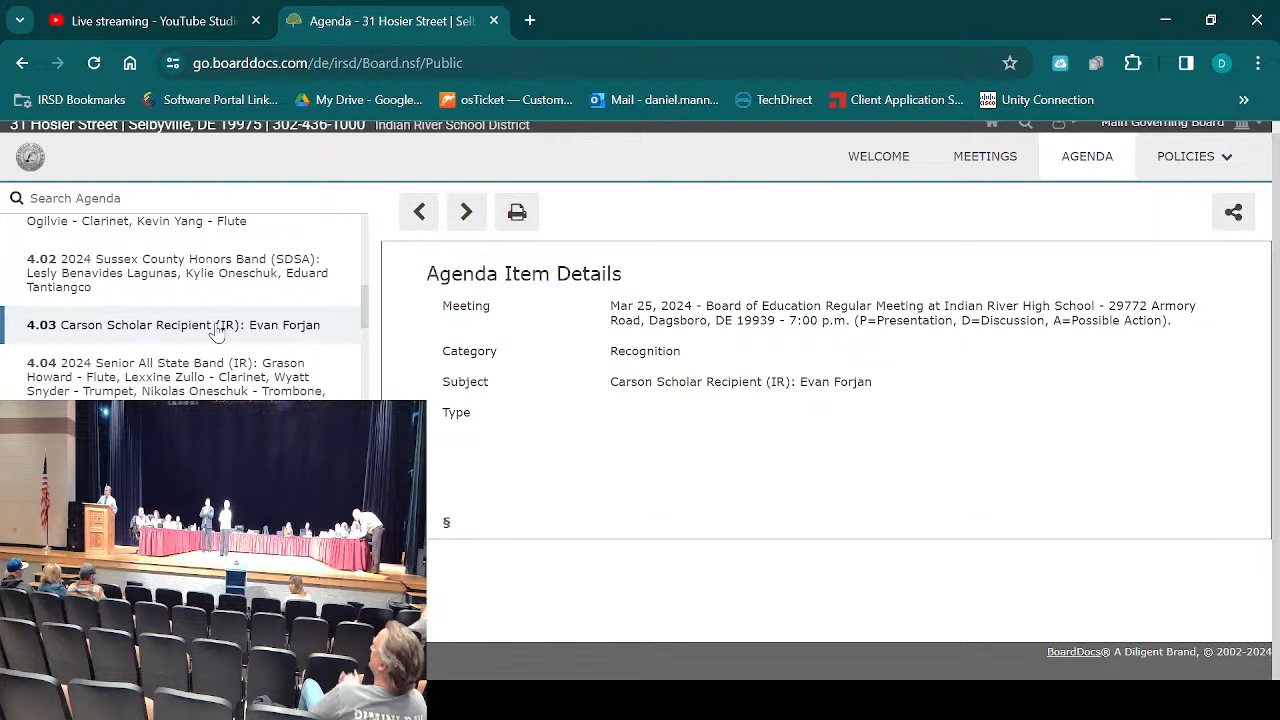 Live streaming - YouTube Studi
Agenda - 31 Hosier Street | Sel
go.boarddocs.com/de/irsd/Board.nsf/Public
D
IRSD Bookmarks
Software Portal Link...
My Drive - Google...
osTicket — Custom...
Mail - daniel.mann...
TechDirect
Client Application S...
Unity Connection
31 Hosier Street | Selbyville, DE 19975 | 302-436-1000
Indian River School District
Main Governing Board
WELCOME
MEETINGS
AGENDA
POLICIES
Search Agenda
Ogilvie - Clarinet, Kevin Yang - Flute
4.02 2024 Sussex County Honors Band (SDSA):
Lesly Benavides Lagunas, Kylie Oneschuk, Eduard
Tantiangco
4.03 Carson Scholar Recipient (IR): Evan Forjan
4.04 2024 Senior All State Band (IR): Grason
Howard - Flute, Lexxine Zullo - Clarinet, Wyatt
Snyder - Trumpet, Nikolas Oneschuk - Trombone,
Agenda Item Details
Meeting
Mar 25, 2024 - Board of Education Regular Meeting at Indian River High School - 29772 Armory
Road, Dagsboro, DE 19939 - 7:00 p.m. (P=Presentation, D=Discussion, A=Possible Action).
Category
Recognition
Subject
Carson Scholar Recipient (IR): Evan Forjan
Type
§
BoardDocs® A Diligent Brand, © 2002-2024